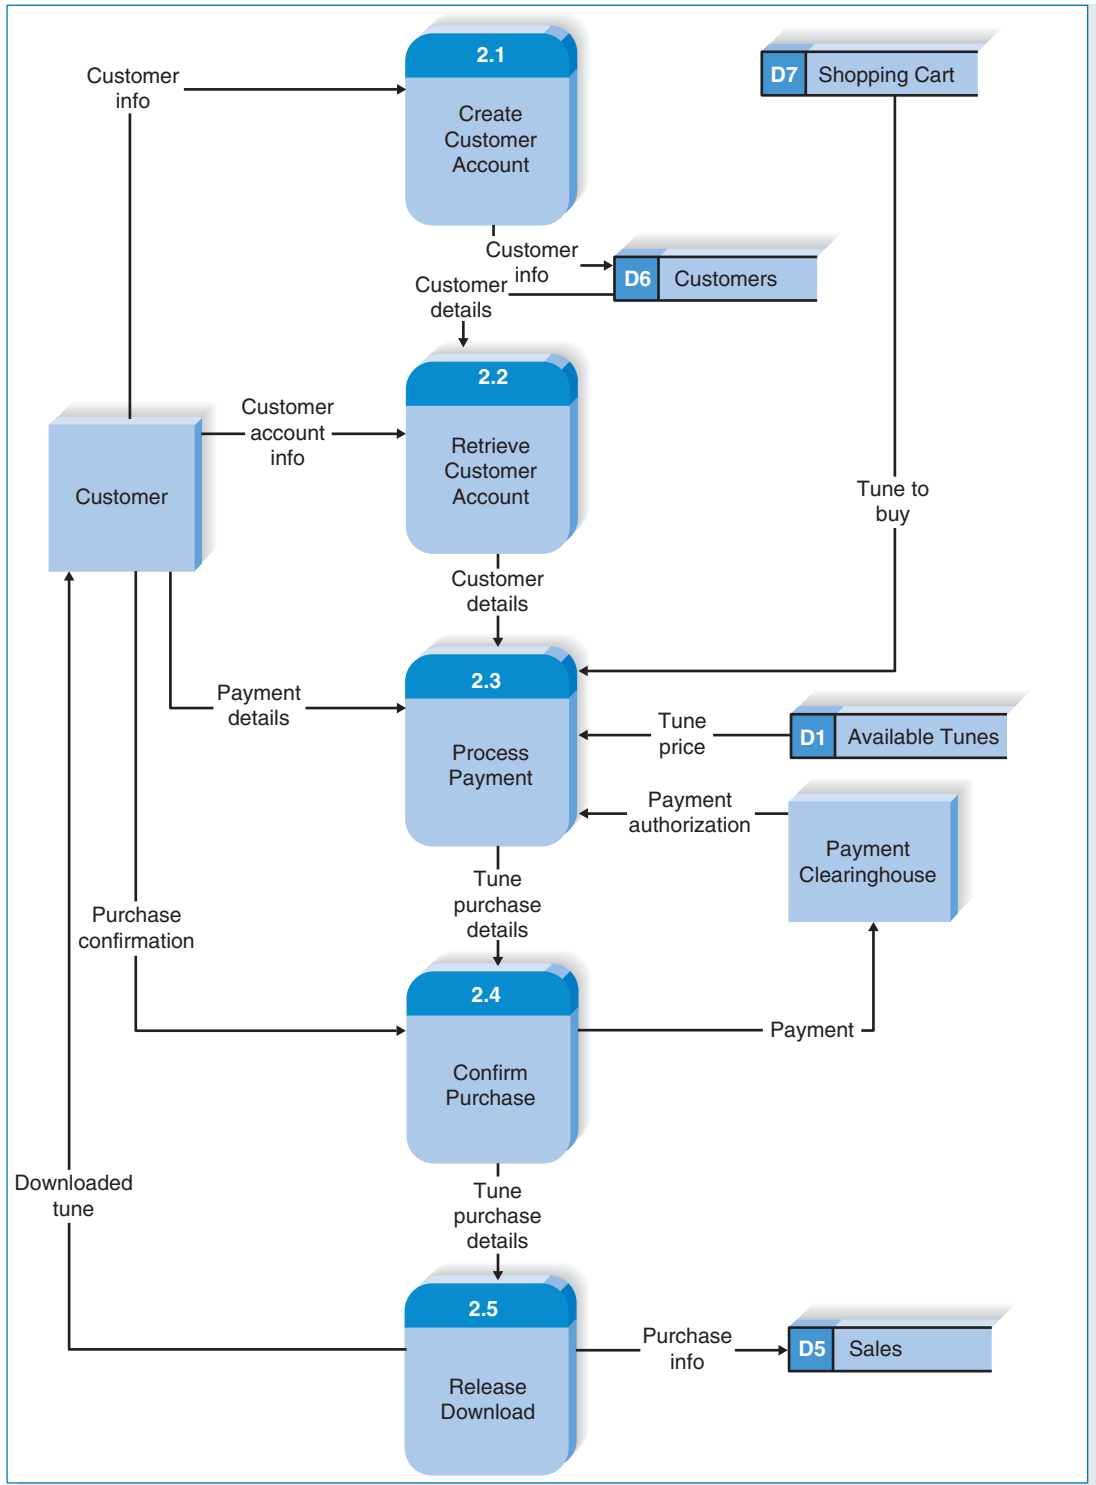 2.1
Create
Customer
Account
Customer
info
D7 Shopping Cart
Customer
info
D6 Customers
Customer
details
2.2
Retrieve
Customer
Account
Customer
account
info
Customer
Tune to
buy
Customer
details
2.3
Process
Payment
Payment
details
Tune
price
D1 Available Tunes
Payment
authorization
Payment
Clearinghouse
Tune
purchase
details
Purchase
confirmation
2.4
Confirm
Purchase
Payment
Downloaded
tune
Tune
purchase
details
2.5
Release
Download
Purchase
info
D5 Sales